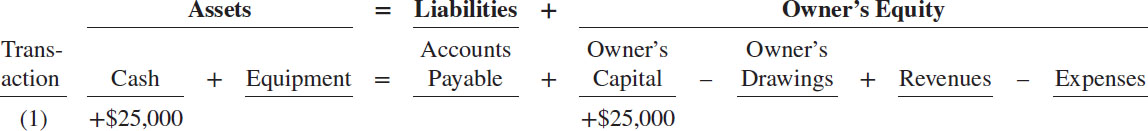 Assets = Liabilities + Owner's Equity
Trans- Accounts Owner's Owner's
action Cash + Equipment = Payable + Capital – Drawings + Revenues – Expenses
(1) +$25,000 +$25,000